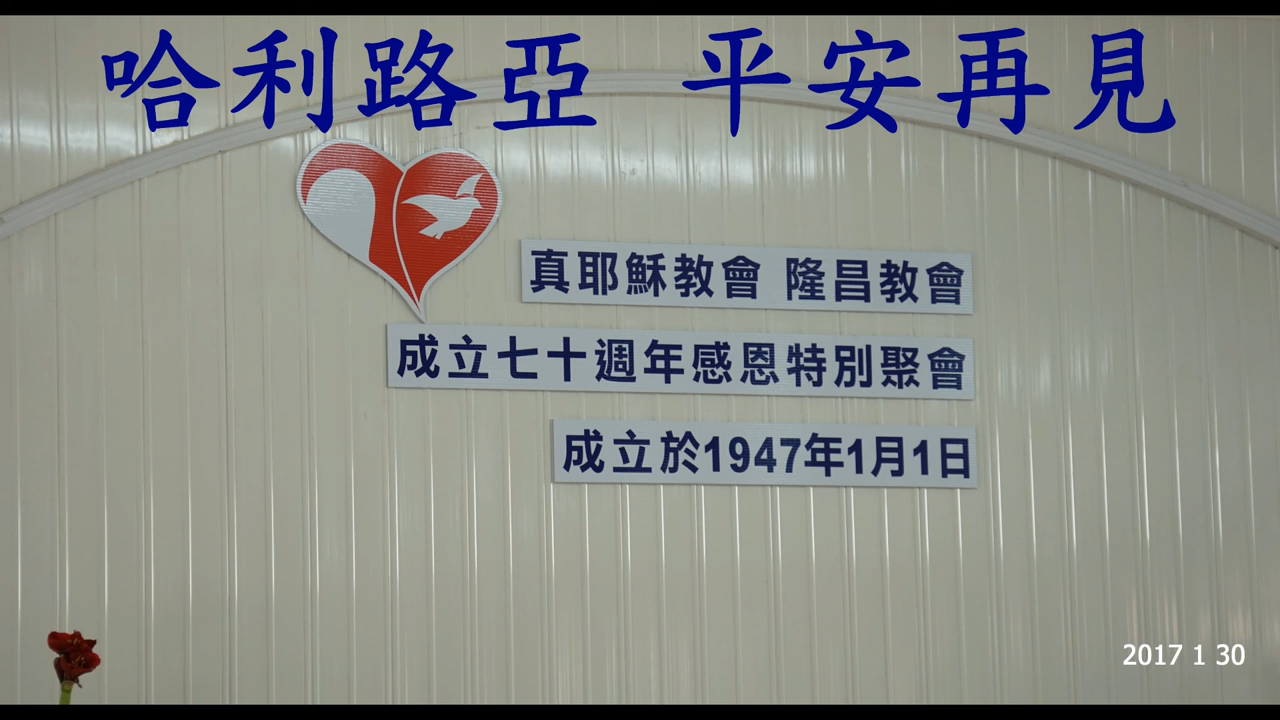 哈利路亞 平安再見
真耶穌教會 隆昌教會
成立七十週年感恩特別聚會
成立於1947年1月1日
2017 1 30